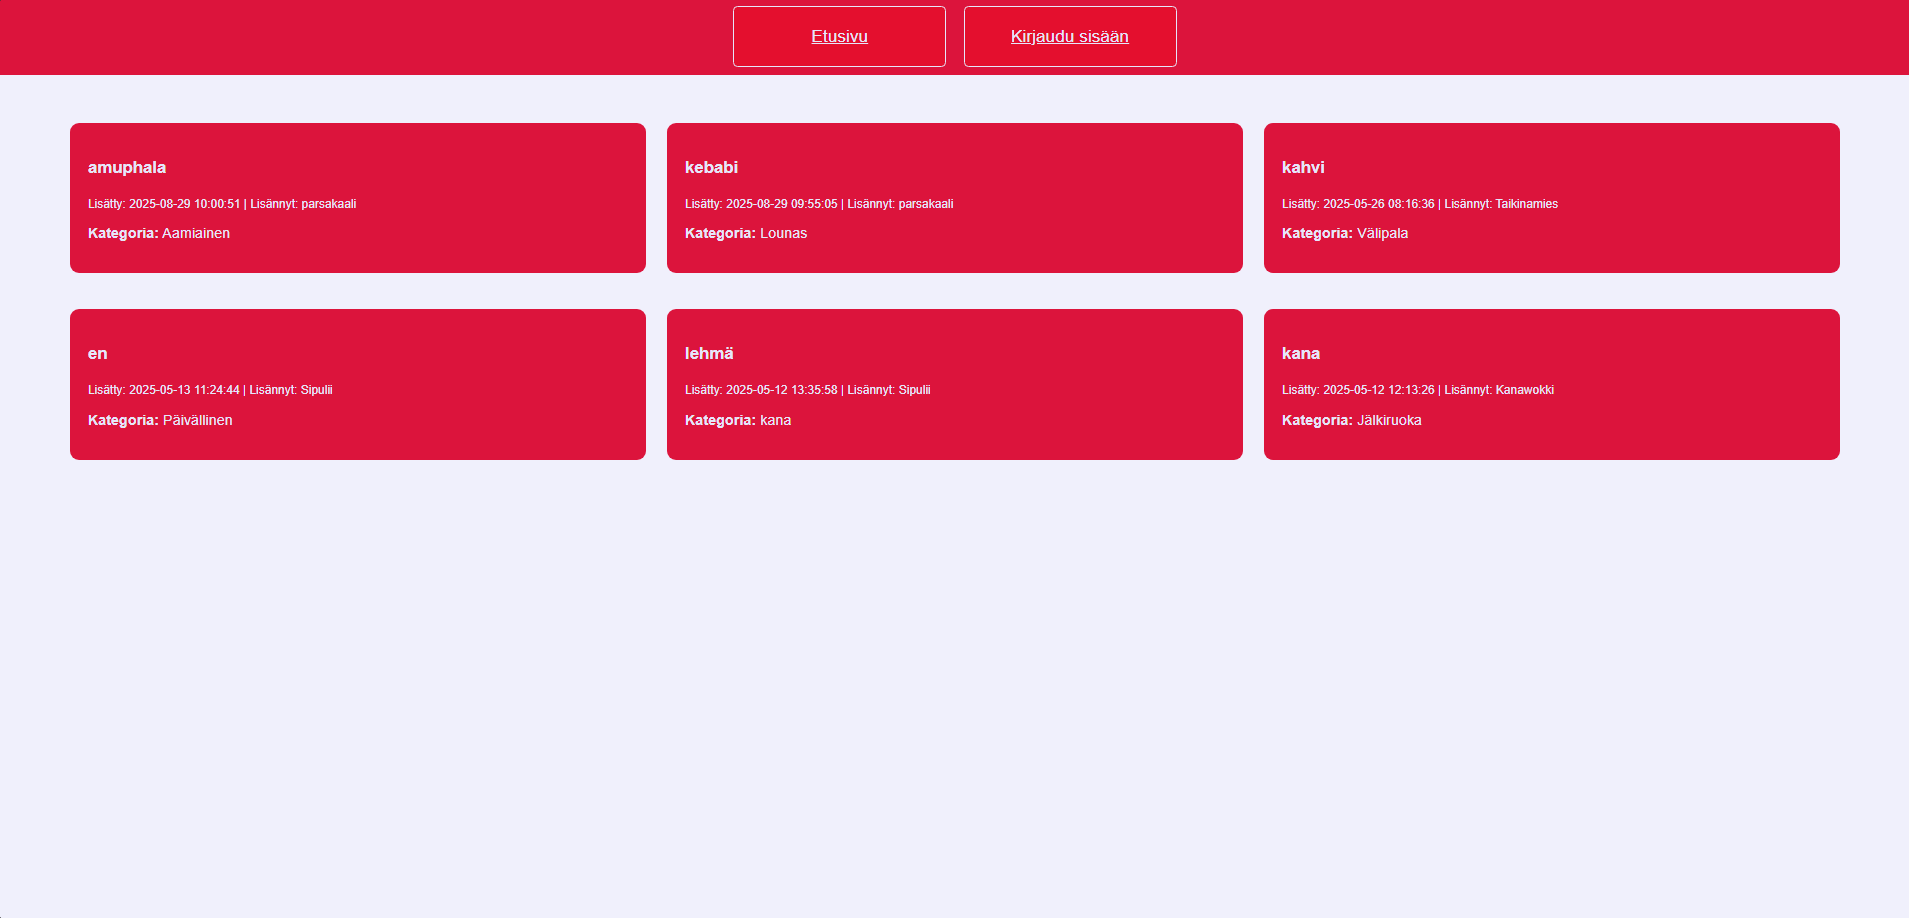 Etusivu
Kirjaudu sisään
amuphala
Lisätty: 2025-08-29 10:00:51 | Lisännyt: parsakaali
Kategoria: Aamiainen
kebabi
Lisätty: 2025-08-29 09:55:05 | Lisännyt: parsakaali
Kategoria: Lounas
kahvi
Lisätty: 2025-05-26 08:16:36 | Lisännyt: Taikinamies
Kategoria: Välipala
en
Lisätty: 2025-05-13 11:24:44 | Lisännyt: Sipulii
Kategoria: Päivällinen
lehmä
Lisätty: 2025-05-12 13:35:58 | Lisännyt: Sipulii
Kategoria: kana
kana
Lisätty: 2025-05-12 12:13:26 | Lisännyt: Kanawokki
Kategoria: Jälkiruoka